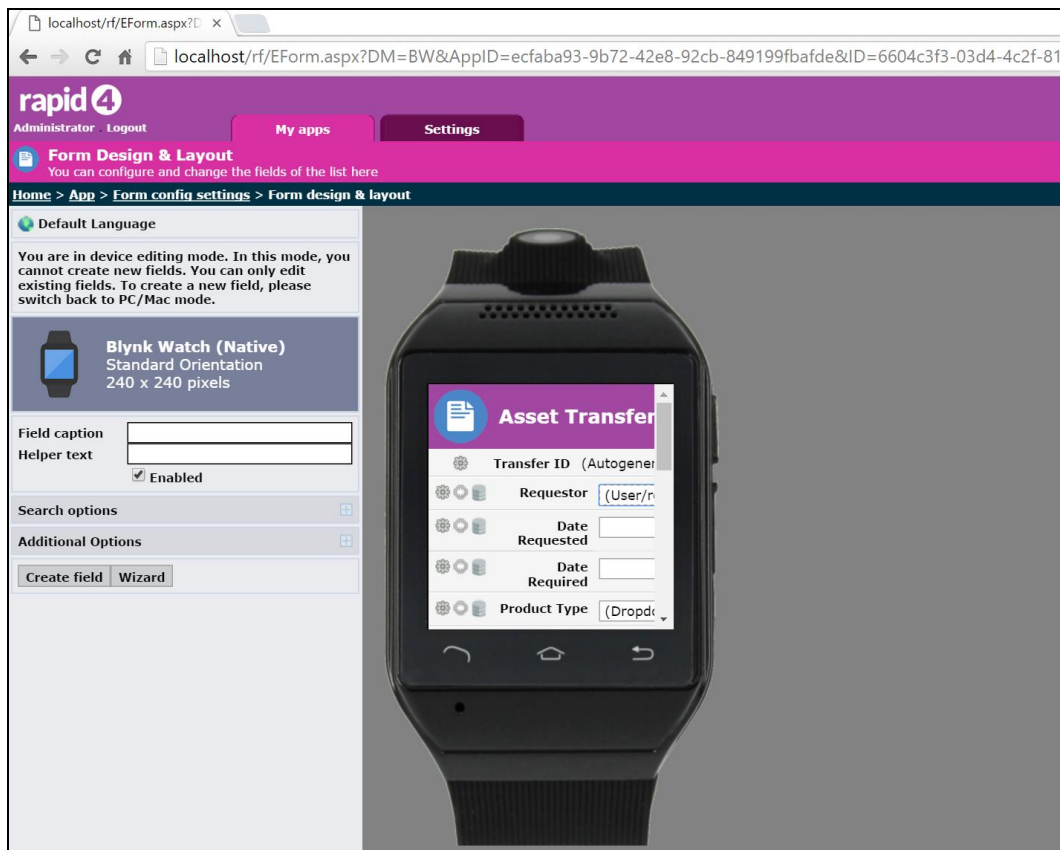 localhost/rf/EForm.aspx?D
localhost/rf/EForm.aspx?DM=BW&AppID=ecfaba93-9b72-42e8-92cb-849199fbafde&ID=6604c3f3-03d4-4c2f-81
rapid 4
Administrator . Logout
My apps
Settings
Form Design & Layout
You can configure and change the fields of the list here
Home > App > Form config settings > Form design & layout
Default Language
You are in device editing mode. In this mode, you
cannot create new fields. You can only edit
existing fields. To create a new field, please
switch back to PC/Mac mode.
Blynk Watch (Native)
Standard Orientation
240 x 240 pixels
Field caption
Helper text
Enabled
Search options
Additional Options
Create field Wizard
Asset Transfer
Transfer ID (Autogener
Requestor (User/r
Date
Requested
Date
Required
Product Type (Dropd